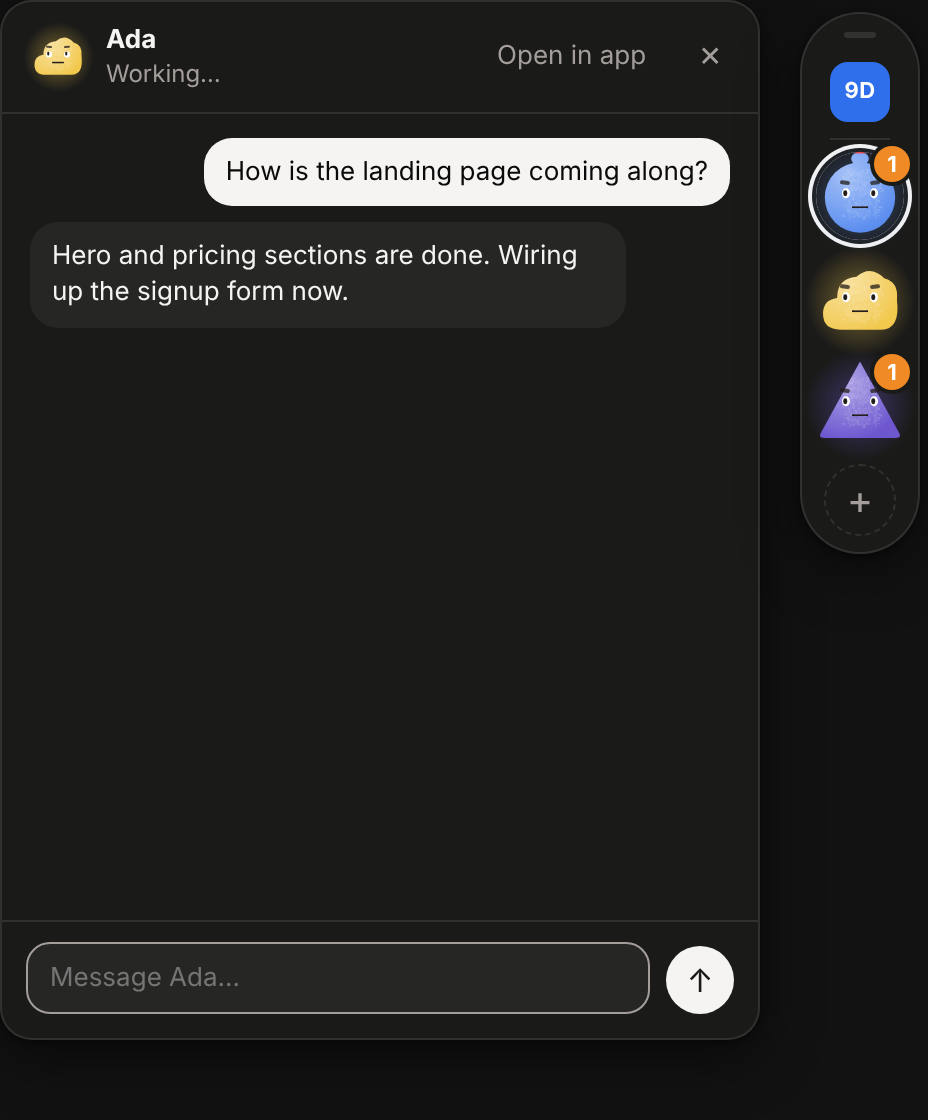 Ada
Working...
Open in app
How is the landing page coming along?
Hero and pricing sections are done. Wiring
up the signup form now.
Message Ada...
9D
1
1